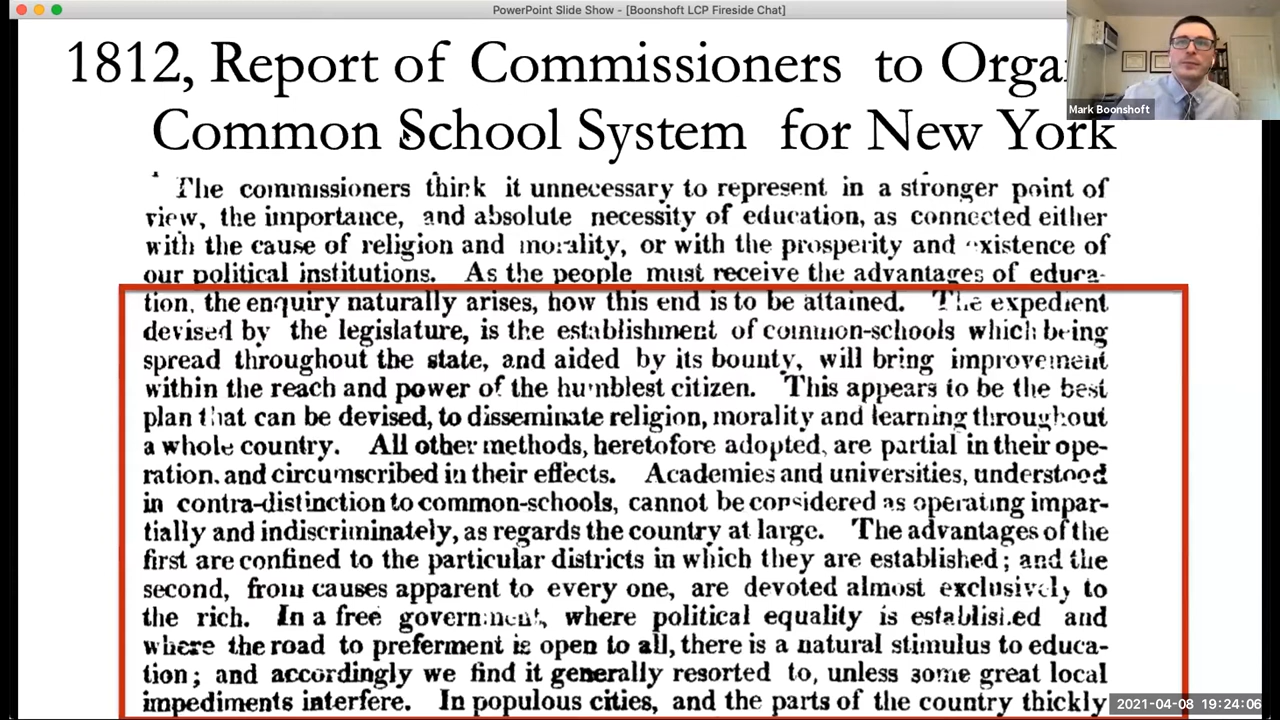 PowerPoint Slide Show - [Boonshoft LCP Fireside Chat]
1812, Report of Commissioners to Orga
Common School System for New York
Mark Boonshoft
The commissioners think it unnecessary to represent in a stronger point of
view, the importance, and absolute necessity of education, as connected either
with the cause of religion and morality, or with the prosperity and existence of
our political institutions. As the people must receive the advantages of educa-
tion, the enquiry naturally arises, how this end is to be attained. The expedient
devised by the legislature, is the establishment of common-schools which being
spread throughout the state, and aided by its bounty, will bring improvement
within the reach and power of the humblest citizen. This appears to be the best
plan that can be devised, to disseminate religion, morality and learning throughout
a whole country. All other methods, heretofore adopted, are partial in their ope-
ration, and circumscribed in their effects. Academies and universities, understood
in contra-distinction to common-schools, cannot be considered as operating impar-
tially and indiscriminately, as regards the country at large. The advantages of the
first are confined to the particular districts in which they are established; and the
second, from causes apparent to every one, are devoted almost exclusively to
the rich. In a free government, where political equality is established and
where the road to preferment is open to all, there is a natural stimulus to educa-
tion; and accordingly we find it generally resorted to, unless some great local
impediments interfere. In populous cities, and the parts of the country thickly
2021-04-08 19:24:06